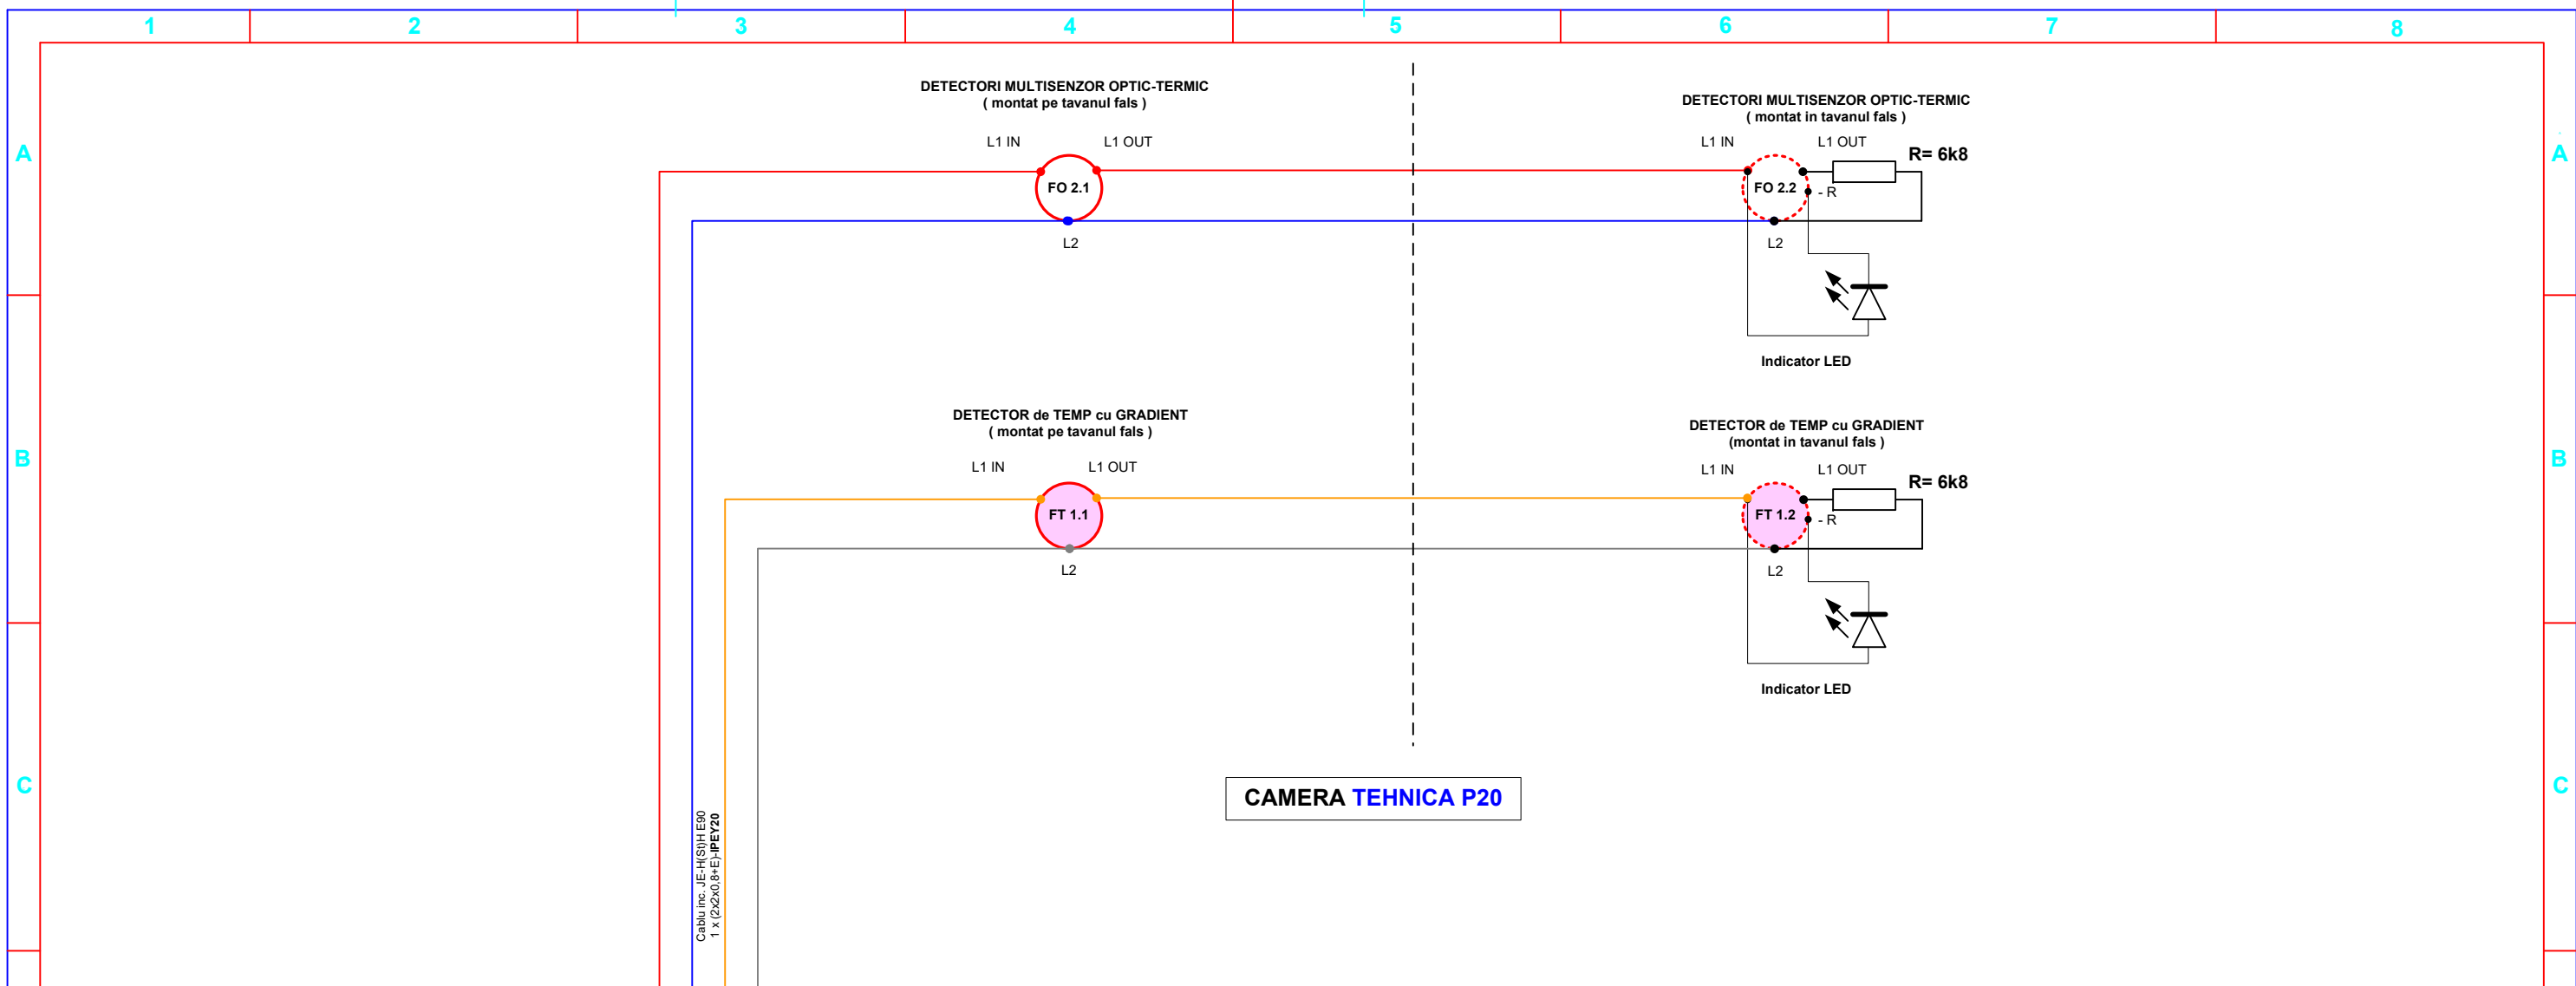 1 2 3 4 5 6 7 8
DETECTORI MULTISENZOR OPTIC-TERMIC
( montat pe tavanul fals )
DETECTORI MULTISENZOR OPTIC-TERMIC
( montat in tavanul fals )
A
L1 IN L1 OUT
L1 IN L1 OUT
R= 6k8
A
FO 2.1
FO 2.2
- R
L2
L2
Indicator LED
DETECTOR de TEMP cu GRADIENT
( montat pe tavanul fals )
DETECTOR de TEMP cu GRADIENT
(montat in tavanul fals )
B
L1 IN L1 OUT
L1 IN L1 OUT
R= 6k8
B
FT 1.1
FT 1.2
- R
L2
L2
Indicator LED
C
CAMERA TEHNICA P20
C
Cablu inc. JE-H(St)H E90
1 x (2x2x0,8+E)-IPEY20